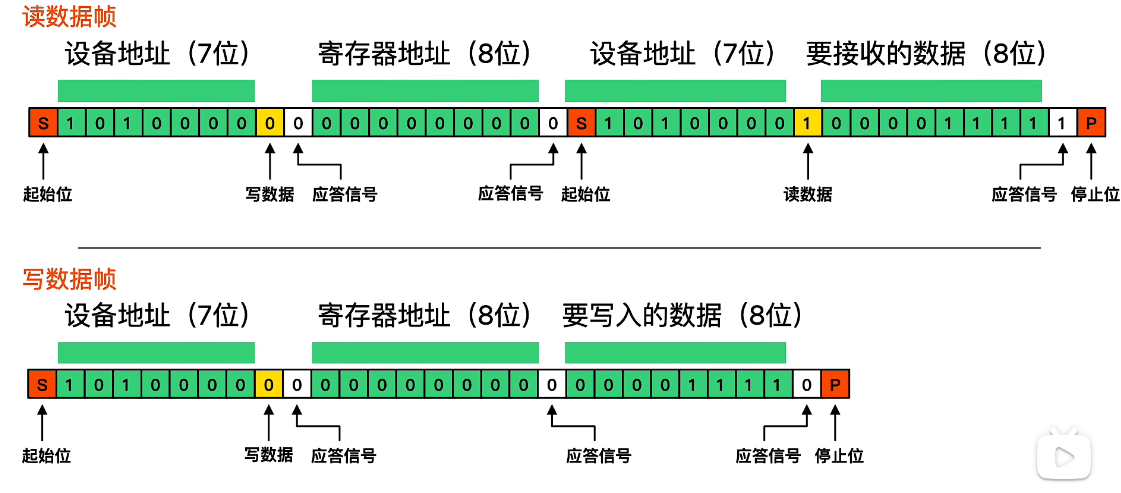 读数据帧
设备地址（7位） 寄存器地址（8位） 设备地址（7位） 要接收的数据（8位）
S 1 0 1 0 0 0 0 0 0 0 0 0 0 0 0 0 0 0 S 1 0 1 0 0 0 0 1 0 0 0 0 1 1 1 1 1 P
起始位 写数据 应答信号 应答信号 起始位 读数据 应答信号 停止位
写数据帧
设备地址（7位） 寄存器地址（8位） 要写入的数据（8位）
S 1 0 1 0 0 0 0 0 0 0 0 0 0 0 0 0 0 0 0 0 0 0 1 1 1 1 0 P
起始位 写数据 应答信号 应答信号 应答信号 停止位